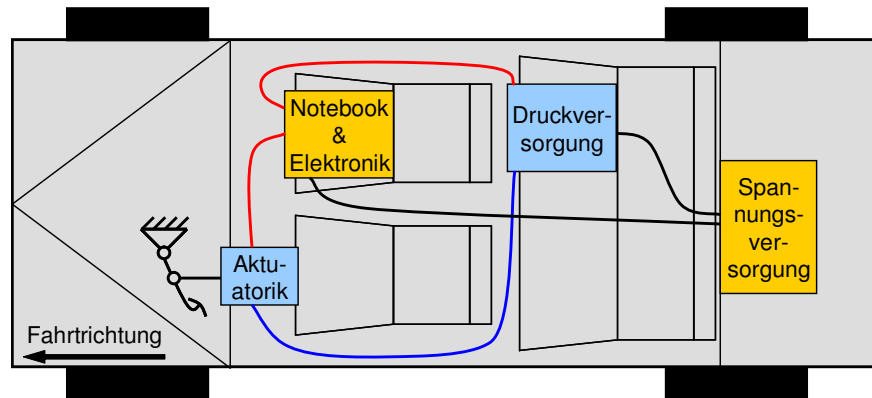 Notebook
&
Elektronik
Druckver-
sorgung
Span-
nungs-
ver-
sorgung
Aktu-
atorik
Fahrtrichtung